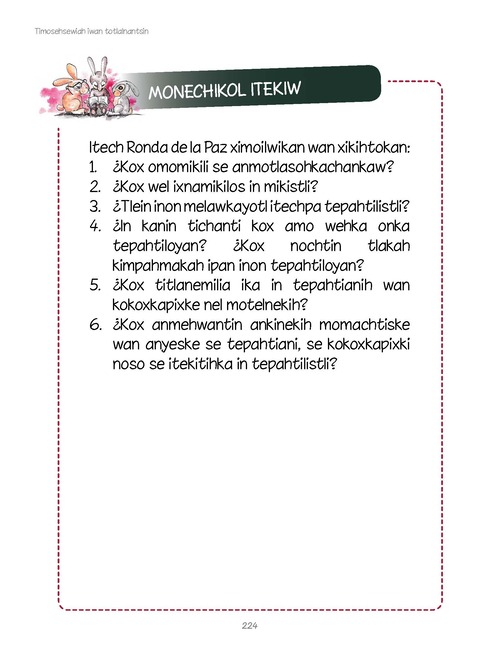 Timosehsewiah iwan totlalnantsin
MONECHIKOL ITEKIW
Itech Ronda de la Paz ximoilwikan wan xikihtokan:
1. ¿Kox omomikili se anmotlasohkachankaw?
2. ¿Kox wel ixnamikilos in mikistli?
3. ¿Tlein inon melawkayotl itechpa tepahtilistli?
4. ¿In kanin tichanti kox amo wehka onka
tepahtiloyan? ¿Kox nochtin tlakah
kimpahmakah ipan inon tepahtiloyan?
5. ¿Kox titlanemilia ika in tepahtianih wan
kokoxkapixke nel motelnekih?
6. ¿Kox anmehwantin ankinekih momachtiske
wan anyeske se tepahtiani, se kokoxkapixki
noso se itekitihka in tepahtilistli?
224